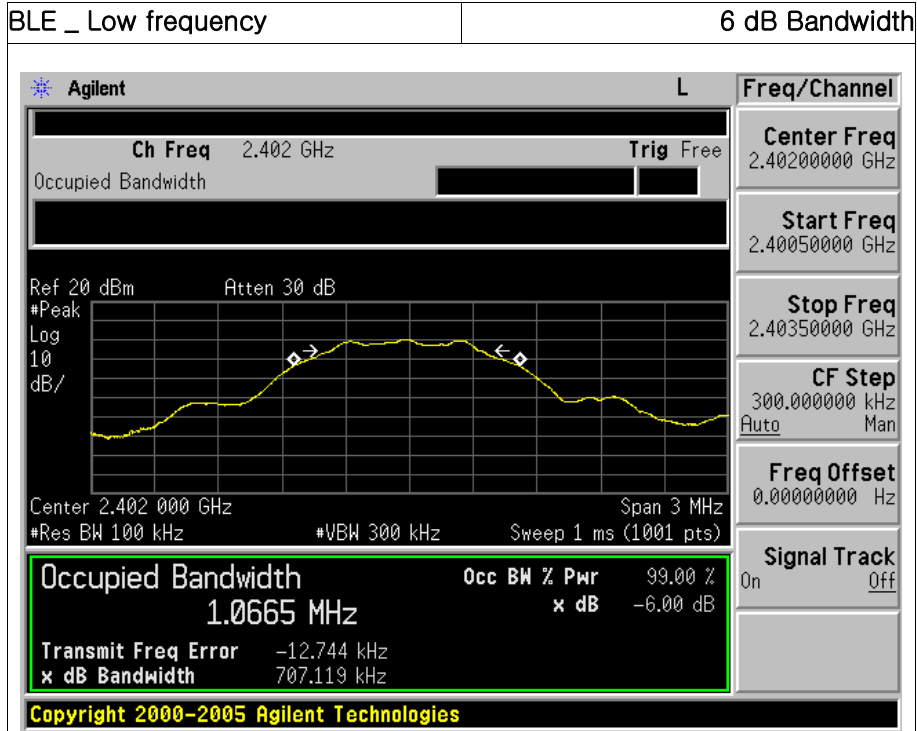 BLE _ Low frequency 6 dB Bandwidth
Agilent L Freq/Channel
Ch Freq 2.402 GHz Trig Free
Occupied Bandwidth
Center Freq
2.40200000 GHz
Start Freq
2.40050000 GHz
Stop Freq
2.40350000 GHz
CF Step
300.000000 kHz
Auto Man
Freq Offset
0.00000000 Hz
Signal Track
On Off
Ref 20 dBm Atten 30 dB
#Peak
Log
10
dB/
Center 2.402 000 GHz Span 3 MHz
#Res BW 100 kHz #VBW 300 kHz Sweep 1 ms (1001 pts)
Occupied Bandwidth Occ BW % Pwr 99.00 %
1.0665 MHz x dB -6.00 dB
Transmit Freq Error -12.744 kHz
x dB Bandwidth 707.119 kHz
Copyright 2000-2005 Agilent Technologies